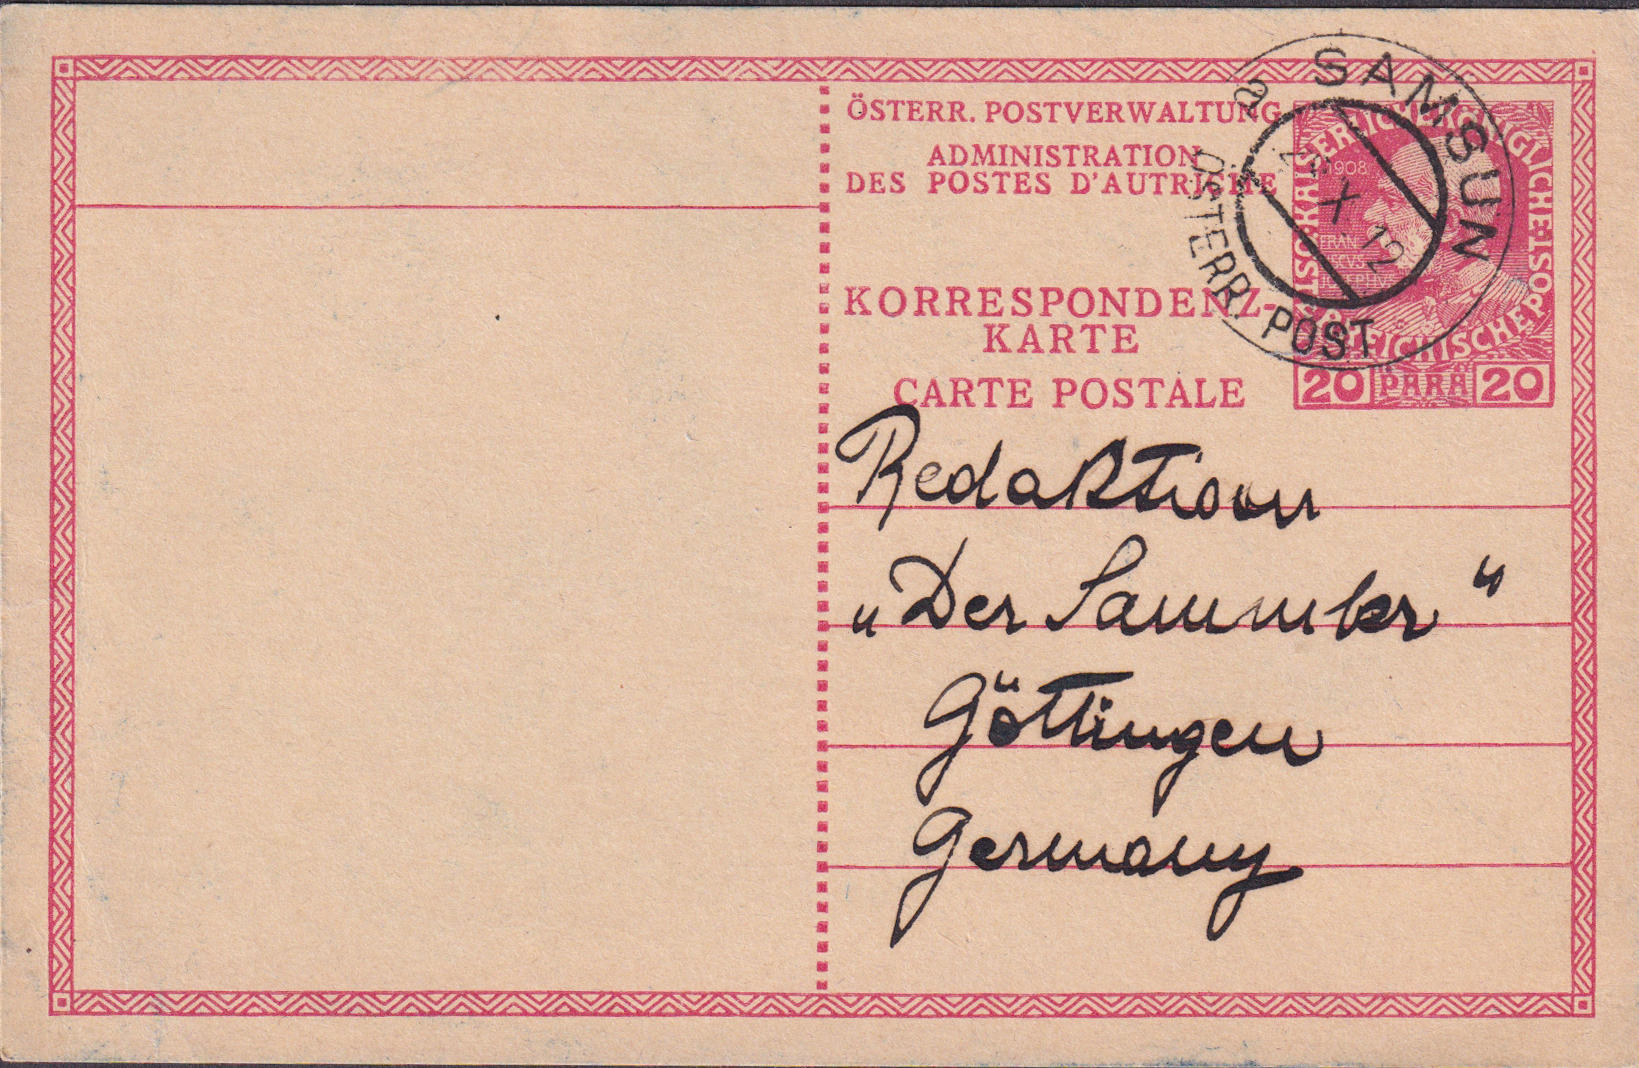 ÖSTERR. POSTVERWALTUNG
ADMINISTRATION
DES POSTES D'AUTRICHE
KORRESPONDENZ-
KARTE
CARTE POSTALE
SAMSUN
X 12
ÖSTERR. POST
1908
20 PARA 20
Redaktion
„Der Sammler“
Göttingen
Germany